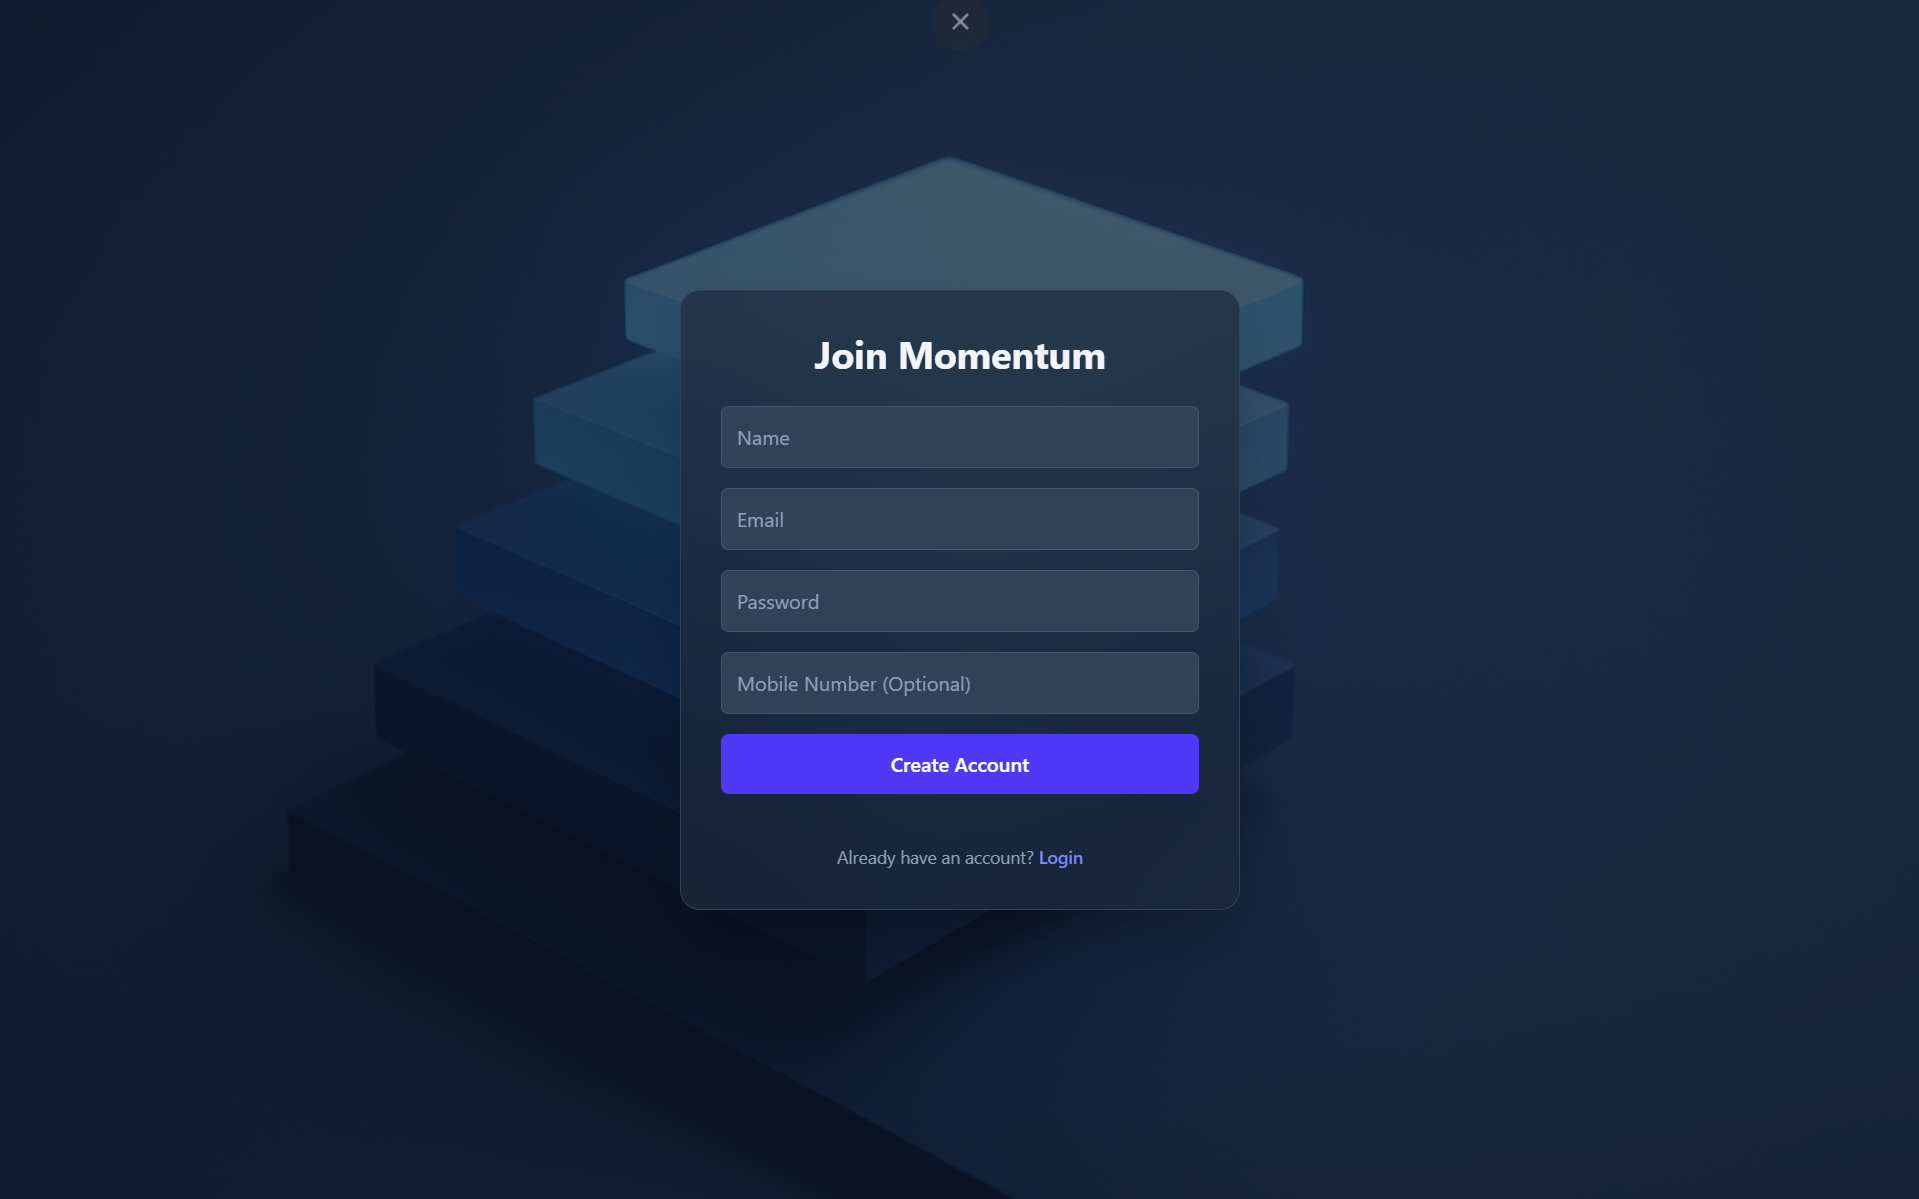 Join Momentum
Name
Email
Password
Mobile Number (Optional)
Create Account
Already have an account? Login